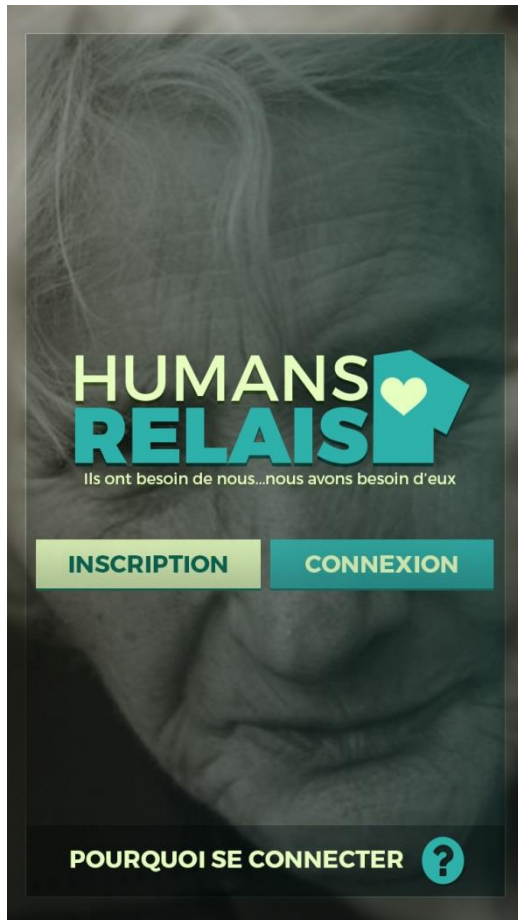 HUMANS
RELAIS
Ils ont besoin de nous...nous avons besoin d'eux
INSCRIPTION
CONNEXION
POURQUOI SE CONNECTER ?